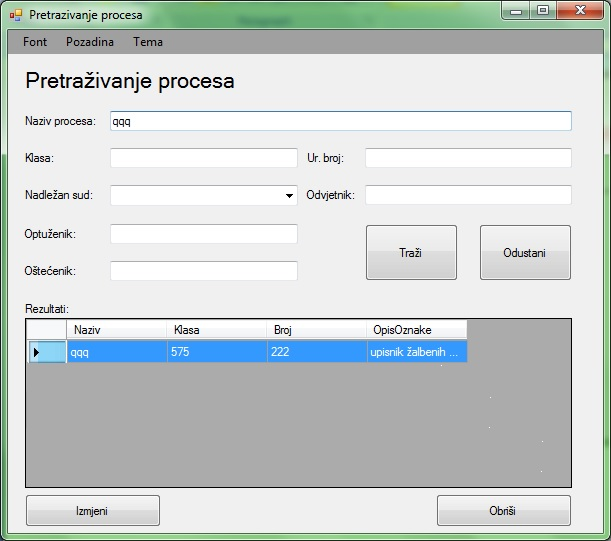 Pretrazivanje procesa
Font Pozadina Tema
Pretraživanje procesa
Naziv procesa: qqq
Klasa: Ur. broj:
Nadležan sud: Odvjetnik:
Optuženik:
Traži Odustani
Oštećenik:
Rezultati:
Naziv Klasa Broj OpisOznake
qqq 575 222 upisnik žalbenih ...
Izmjeni Obriši